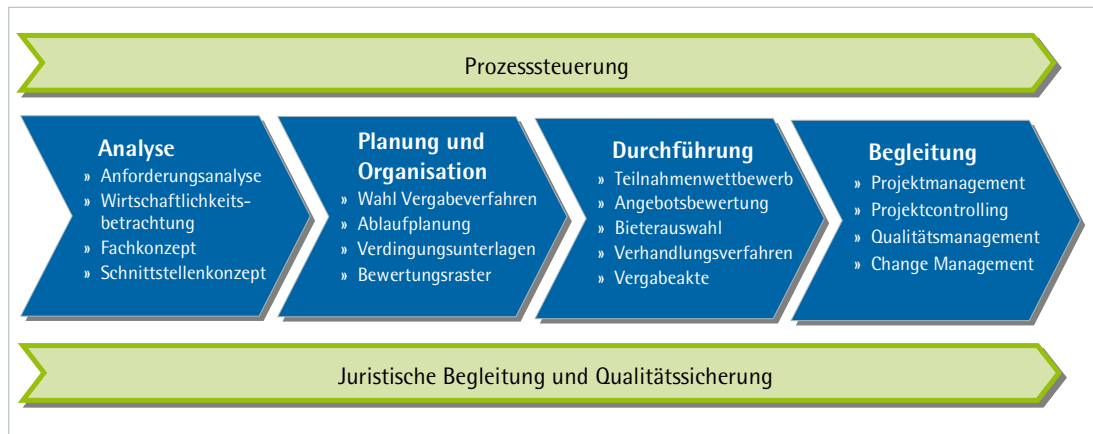 Prozesssteuerung
Analyse
» Anforderungsanalyse
» Wirtschaftlichkeits-
betrachtung
» Fachkonzept
» Schnittstellenkonzept
Planung und
Organisation
» Wahl Vergabeverfahren
» Ablaufplanung
» Verdingungsunterlagen
» Bewertungsraster
Durchführung
» Teilnahmenwettbewerb
» Angebotsbewertung
» Bieterauswahl
» Verhandlungsverfahren
» Vergabeakte
Begleitung
» Projektmanagement
» Projektcontrolling
» Qualitätsmanagement
» Change Management
Juristische Begleitung und Qualitätssicherung